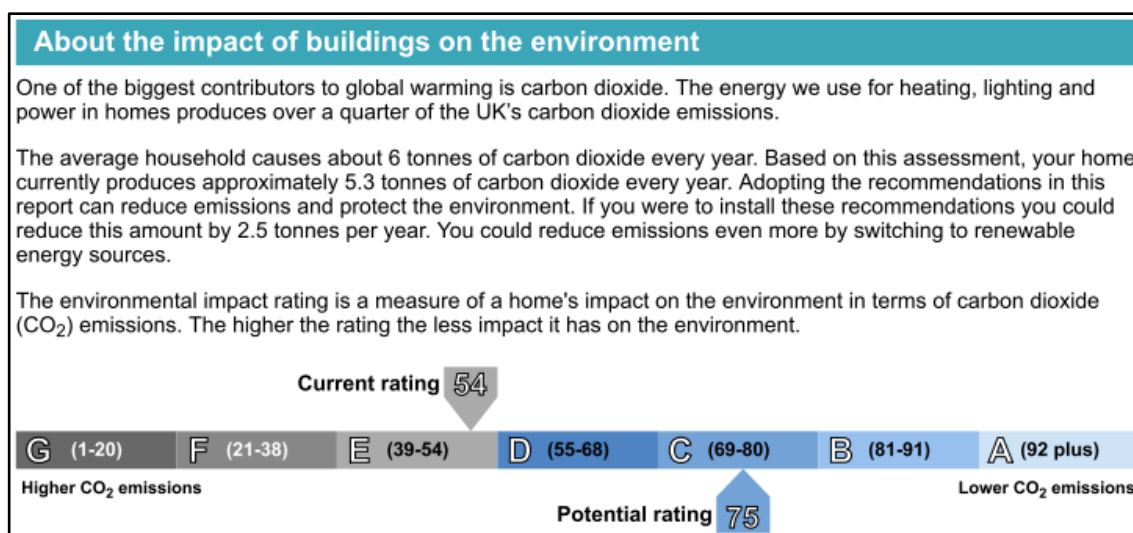 About the impact of buildings on the environment
One of the biggest contributors to global warming is carbon dioxide. The energy we use for heating, lighting and
power in homes produces over a quarter of the UK's carbon dioxide emissions.
The average household causes about 6 tonnes of carbon dioxide every year. Based on this assessment, your home
currently produces approximately 5.3 tonnes of carbon dioxide every year. Adopting the recommendations in this
report can reduce emissions and protect the environment. If you were to install these recommendations you could
reduce this amount by 2.5 tonnes per year. You could reduce emissions even more by switching to renewable
energy sources.
The environmental impact rating is a measure of a home's impact on the environment in terms of carbon dioxide
(CO₂) emissions. The higher the rating the less impact it has on the environment.
Current rating 54
G (1-20) F (21-38) E (39-54) D (55-68) C (69-80) B (81-91) A (92 plus)
Higher CO₂ emissions Lower CO₂ emissions
Potential rating 75